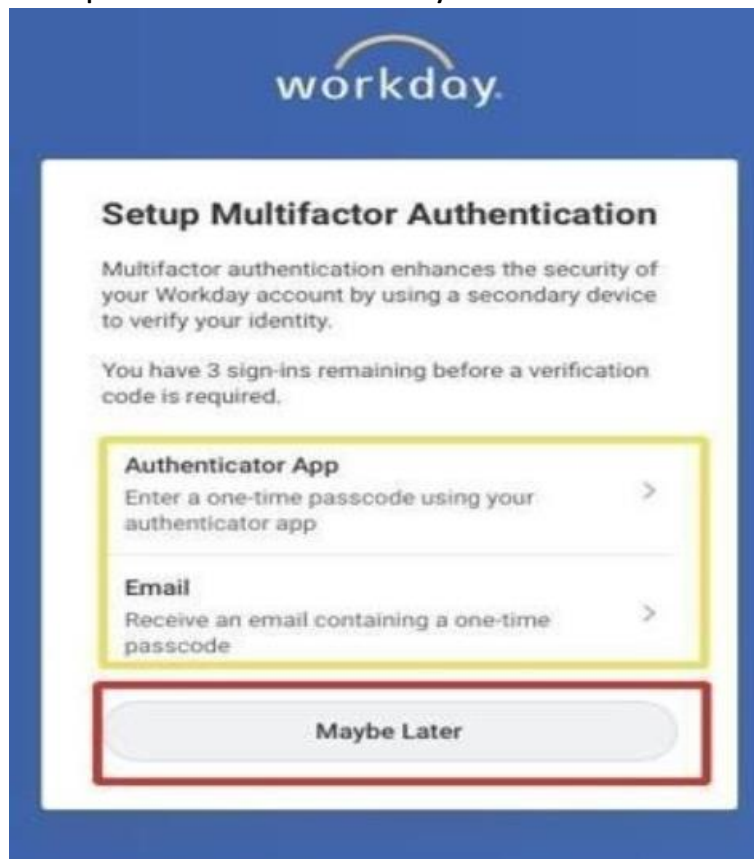 workday.
Setup Multifactor Authentication
Multifactor authentication enhances the security of
your Workday account by using a secondary device
to verify your identity.
You have 3 sign-ins remaining before a verification
code is required.
Authenticator App
Enter a one-time passcode using your
authenticator app
>
Email
Receive an email containing a one-time
passcode
>
Maybe Later